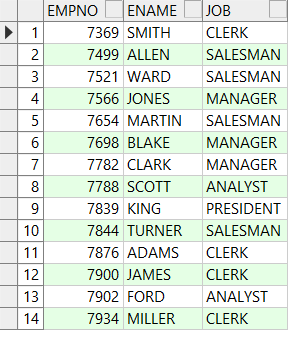 EMPNO ENAME JOB
1 7369 SMITH CLERK
2 7499 ALLEN SALESMAN
3 7521 WARD SALESMAN
4 7566 JONES MANAGER
5 7654 MARTIN SALESMAN
6 7698 BLAKE MANAGER
7 7782 CLARK MANAGER
8 7788 SCOTT ANALYST
9 7839 KING PRESIDENT
10 7844 TURNER SALESMAN
11 7876 ADAMS CLERK
12 7900 JAMES CLERK
13 7902 FORD ANALYST
14 7934 MILLER CLERK